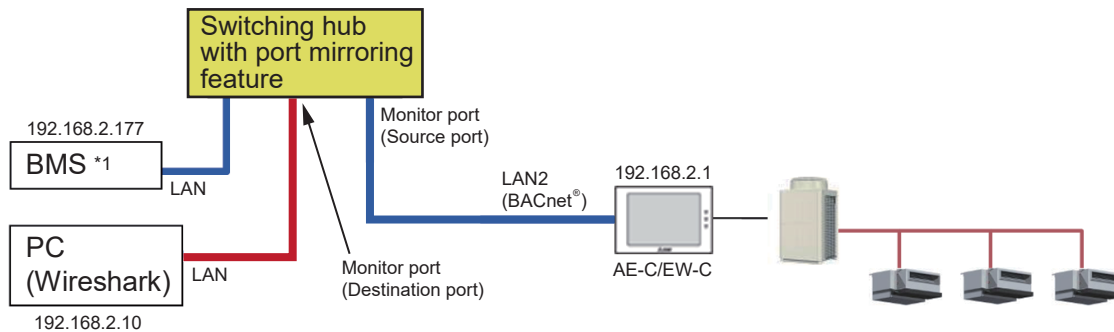 Switching hub
with port mirroring
feature
192.168.2.177
BMS *1
LAN
Monitor port
(Source port)
LAN2
(BACnet®)
192.168.2.1
AE-C/EW-C
PC
(Wireshark)
LAN
192.168.2.10
Monitor port
(Destination port)